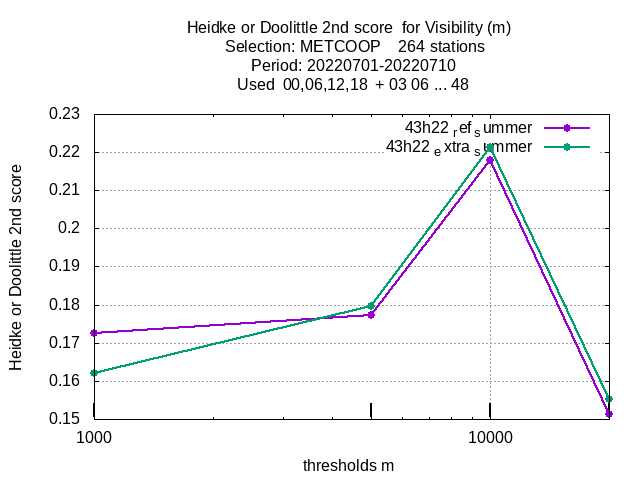 Heidke or Doolittle 2nd score  for Visibility (m)
Selection: METCOOP    264 stations
Period: 20220701-20220710
Used  00,06,12,18  + 03 06 ... 48
0.23
43h22 ref summer
0.22
43h22 extra summer
0.21
0.2
0.19
0.18
0.17
0.16
0.15
1000
10000
Heidke or Doolittle 2nd score
thresholds m